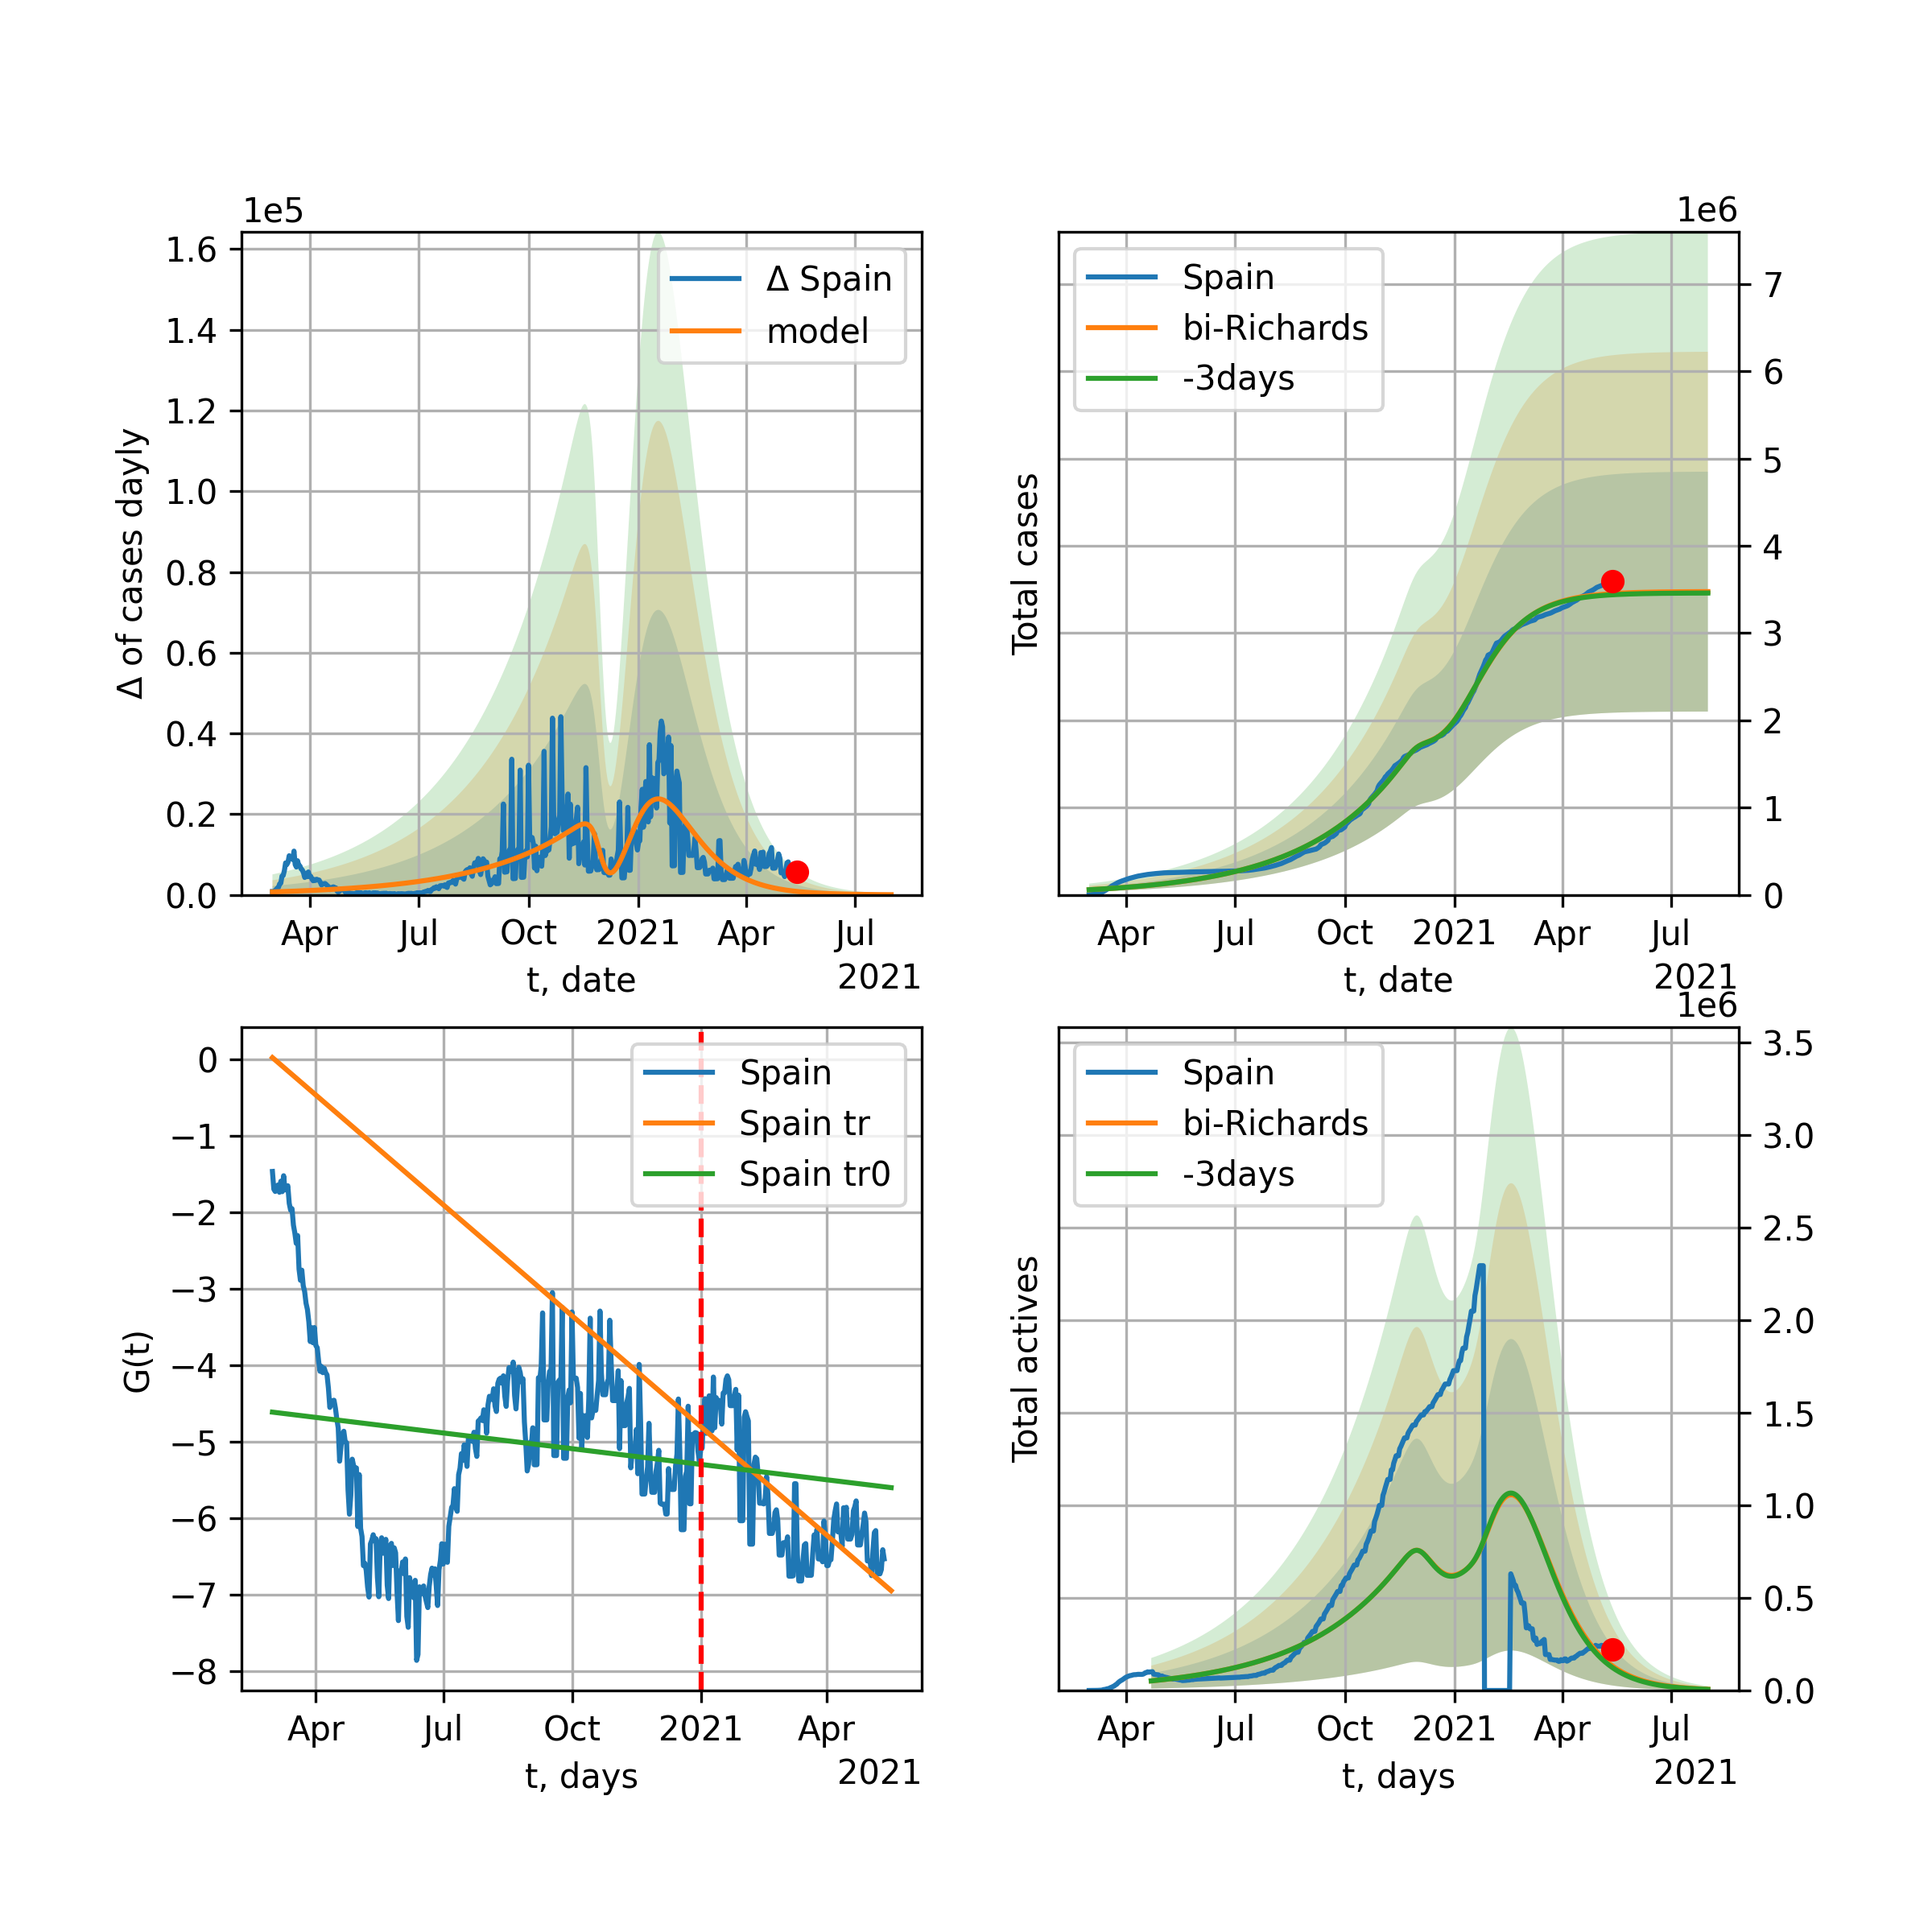 1e5
1.6
1.4
1.2
1.0
0.8
0.6
0.4
0.2
0.0
Δ of cases dayly
Δ Spain
model
Apr Jul Oct 2021 Apr Jul
t, date
2021
1e6
7
6
5
4
3
2
1
0
Total cases
Spain
bi-Richards
-3days
Apr Jul Oct 2021 Apr Jul
t, date
2021
0
−1
−2
−3
−4
−5
−6
−7
−8
G(t)
Spain
Spain tr
Spain tr0
Apr Jul Oct 2021 Apr
t, days
2021
1e6
3.5
3.0
2.5
2.0
1.5
1.0
0.5
0.0
Total actives
Spain
bi-Richards
-3days
Apr Jul Oct 2021 Apr Jul
t, days
2021